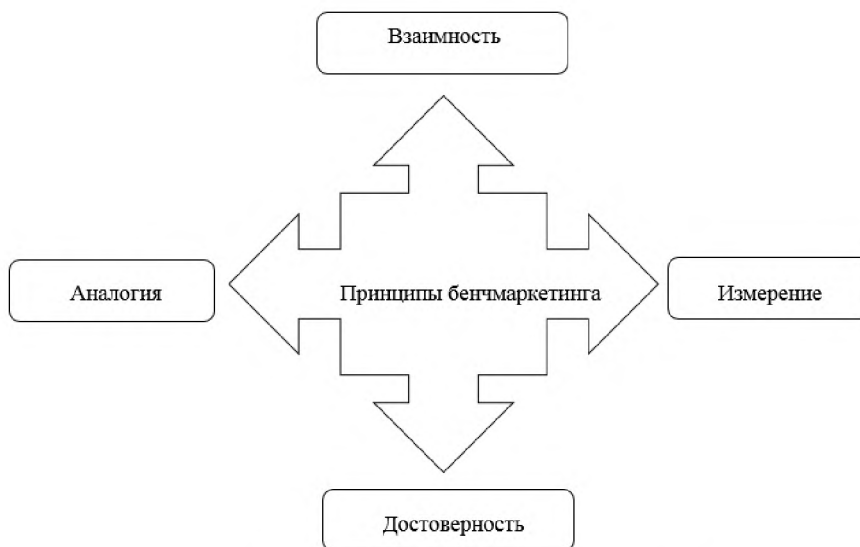 Взаимность
Аналогия
Принципы бенчмаркетинга
Измерение
Достоверность